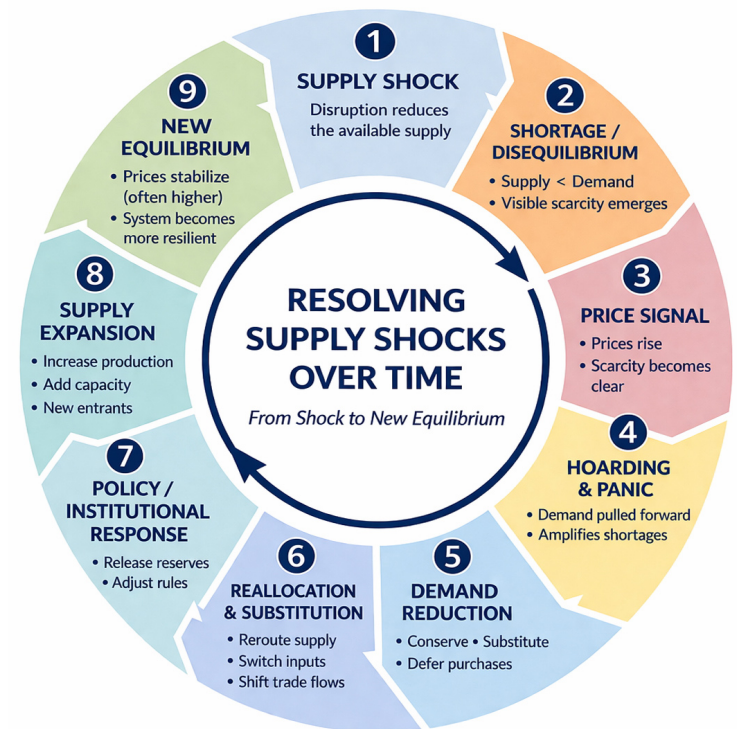 1
SUPPLY SHOCK
Disruption reduces
the available supply
2
SHORTAGE /
DISEQUILIBRIUM
• Supply < Demand
• Visible scarcity emerges
3
PRICE SIGNAL
• Prices rise
• Scarcity becomes
clear
4
HOARDING
& PANIC
• Demand pulled forward
• Amplifies shortages
5
DEMAND
REDUCTION
• Conserve • Substitute
• Defer purchases
6
REALLOCATION
& SUBSTITUTION
• Reroute supply
• Switch inputs
• Shift trade flows
7
POLICY /
INSTITUTIONAL
RESPONSE
• Release reserves
• Adjust rules
8
SUPPLY
EXPANSION
• Increase production
• Add capacity
• New entrants
9
NEW
EQUILIBRIUM
• Prices stabilize
(often higher)
• System becomes
more resilient
RESOLVING
SUPPLY SHOCKS
OVER TIME
From Shock to New Equilibrium